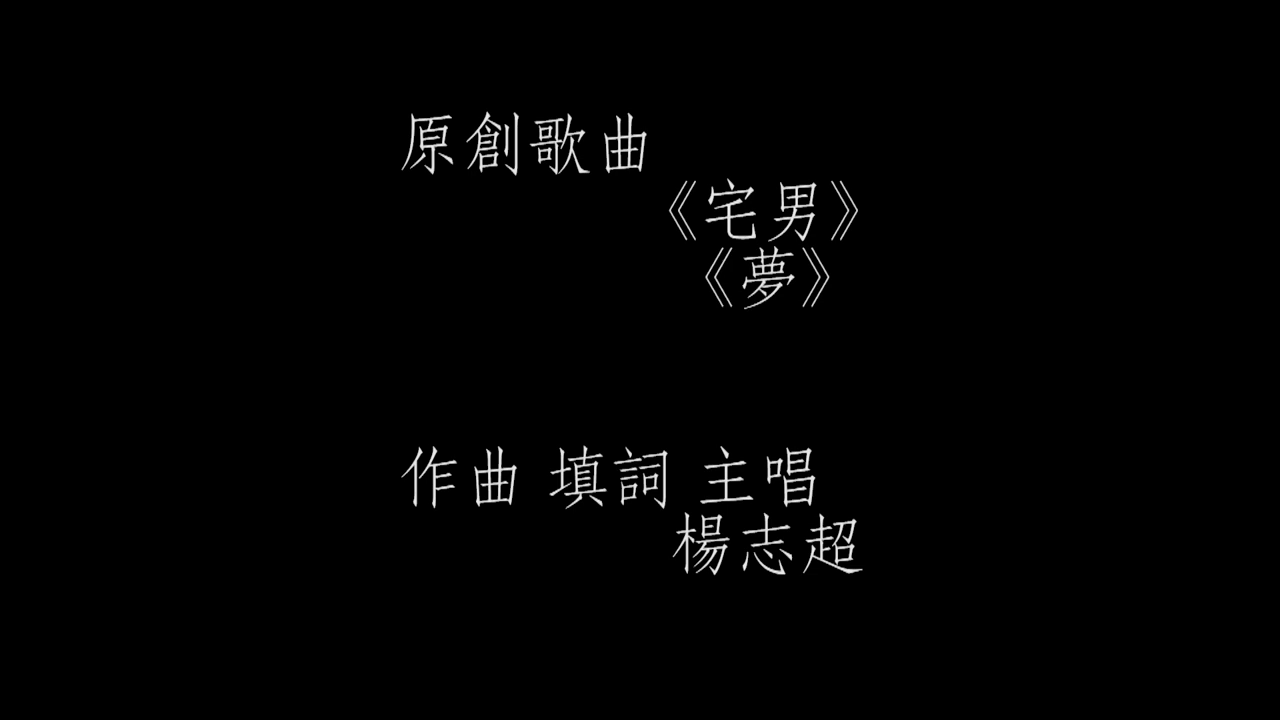 原創歌曲
《宅男》
《夢》
作曲 填詞 主唱
楊志超